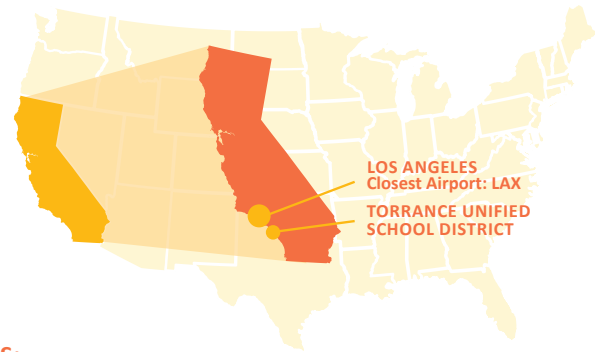 LOS ANGELES
Closest Airport: LAX
TORRANCE UNIFIED
SCHOOL DISTRICT